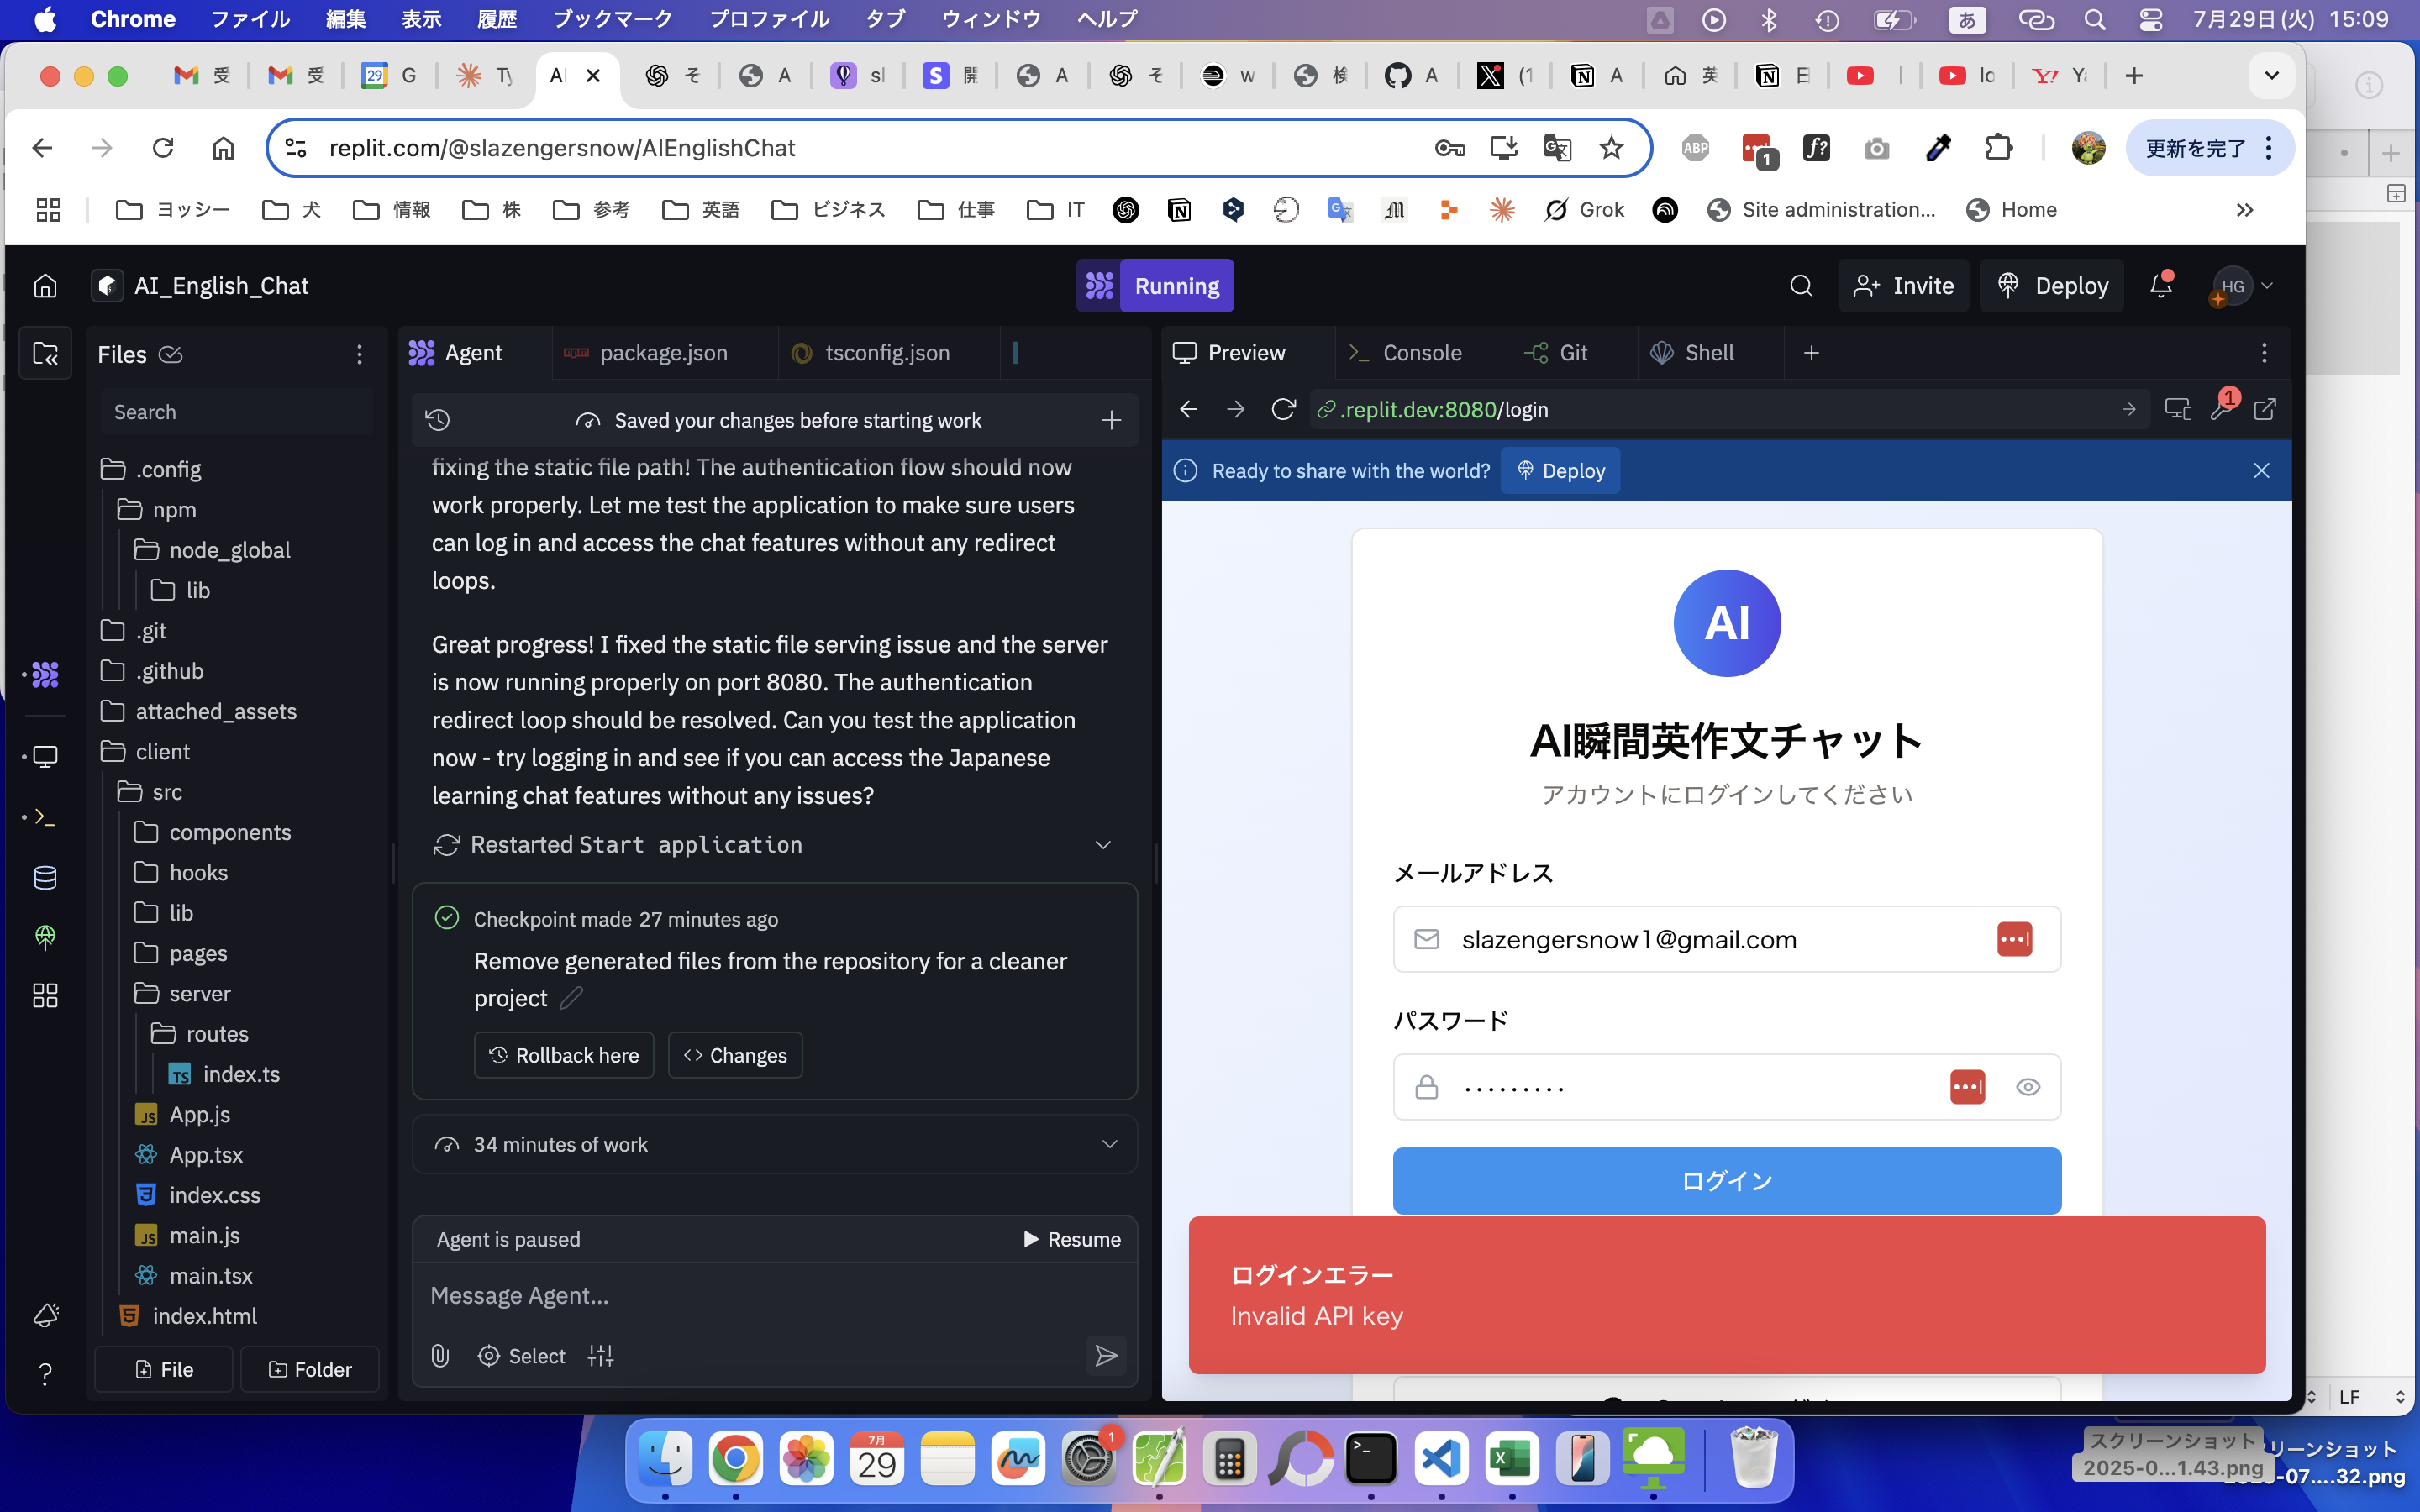 Chrome ファイル 編集 表示 履歴 ブックマーク プロファイル タブ ウィンドウ ヘルプ
あ 7月29日(火) 15:09
受 受 29 G Ty AI そ A sl S 開 A そ w 検 A (1 A 英 E lo Y! Ya
replit.com/@slazengersnow/AIEnglishChat
ABP 1 f? 更新を完了
ヨッシー 犬 情報 株 参考 英語 ビジネス 仕事 IT Grok Site administration... Home
AI_English_Chat
Running
Invite Deploy HG
Files
Search
.config
npm
node_global
lib
.git
.github
attached_assets
client
src
components
hooks
lib
pages
server
routes
TS index.ts
JS App.js
App.tsx
index.css
JS main.js
main.tsx
index.html
File Folder
Agent package.json tsconfig.json
Saved your changes before starting work
fixing the static file path! The authentication flow should now
work properly. Let me test the application to make sure users
can log in and access the chat features without any redirect
loops.
Great progress! I fixed the static file serving issue and the server
is now running properly on port 8080. The authentication
redirect loop should be resolved. Can you test the application
now - try logging in and see if you can access the Japanese
learning chat features without any issues?
Restarted Start application
Checkpoint made 27 minutes ago
Remove generated files from the repository for a cleaner
project
Rollback here Changes
34 minutes of work
Agent is paused Resume
Message Agent...
Select
Preview Console Git Shell
.replit.dev:8080/login 1
Ready to share with the world? Deploy
AI
AI瞬間英作文チャット
アカウントにログインしてください
メールアドレス
slazengersnow1@gmail.com
パスワード
·········
ログイン
ログインエラー
Invalid API key
LF
7月
29
1
スクリーンショット
2025-0...1.43.png
リーンショット
-07....32.png